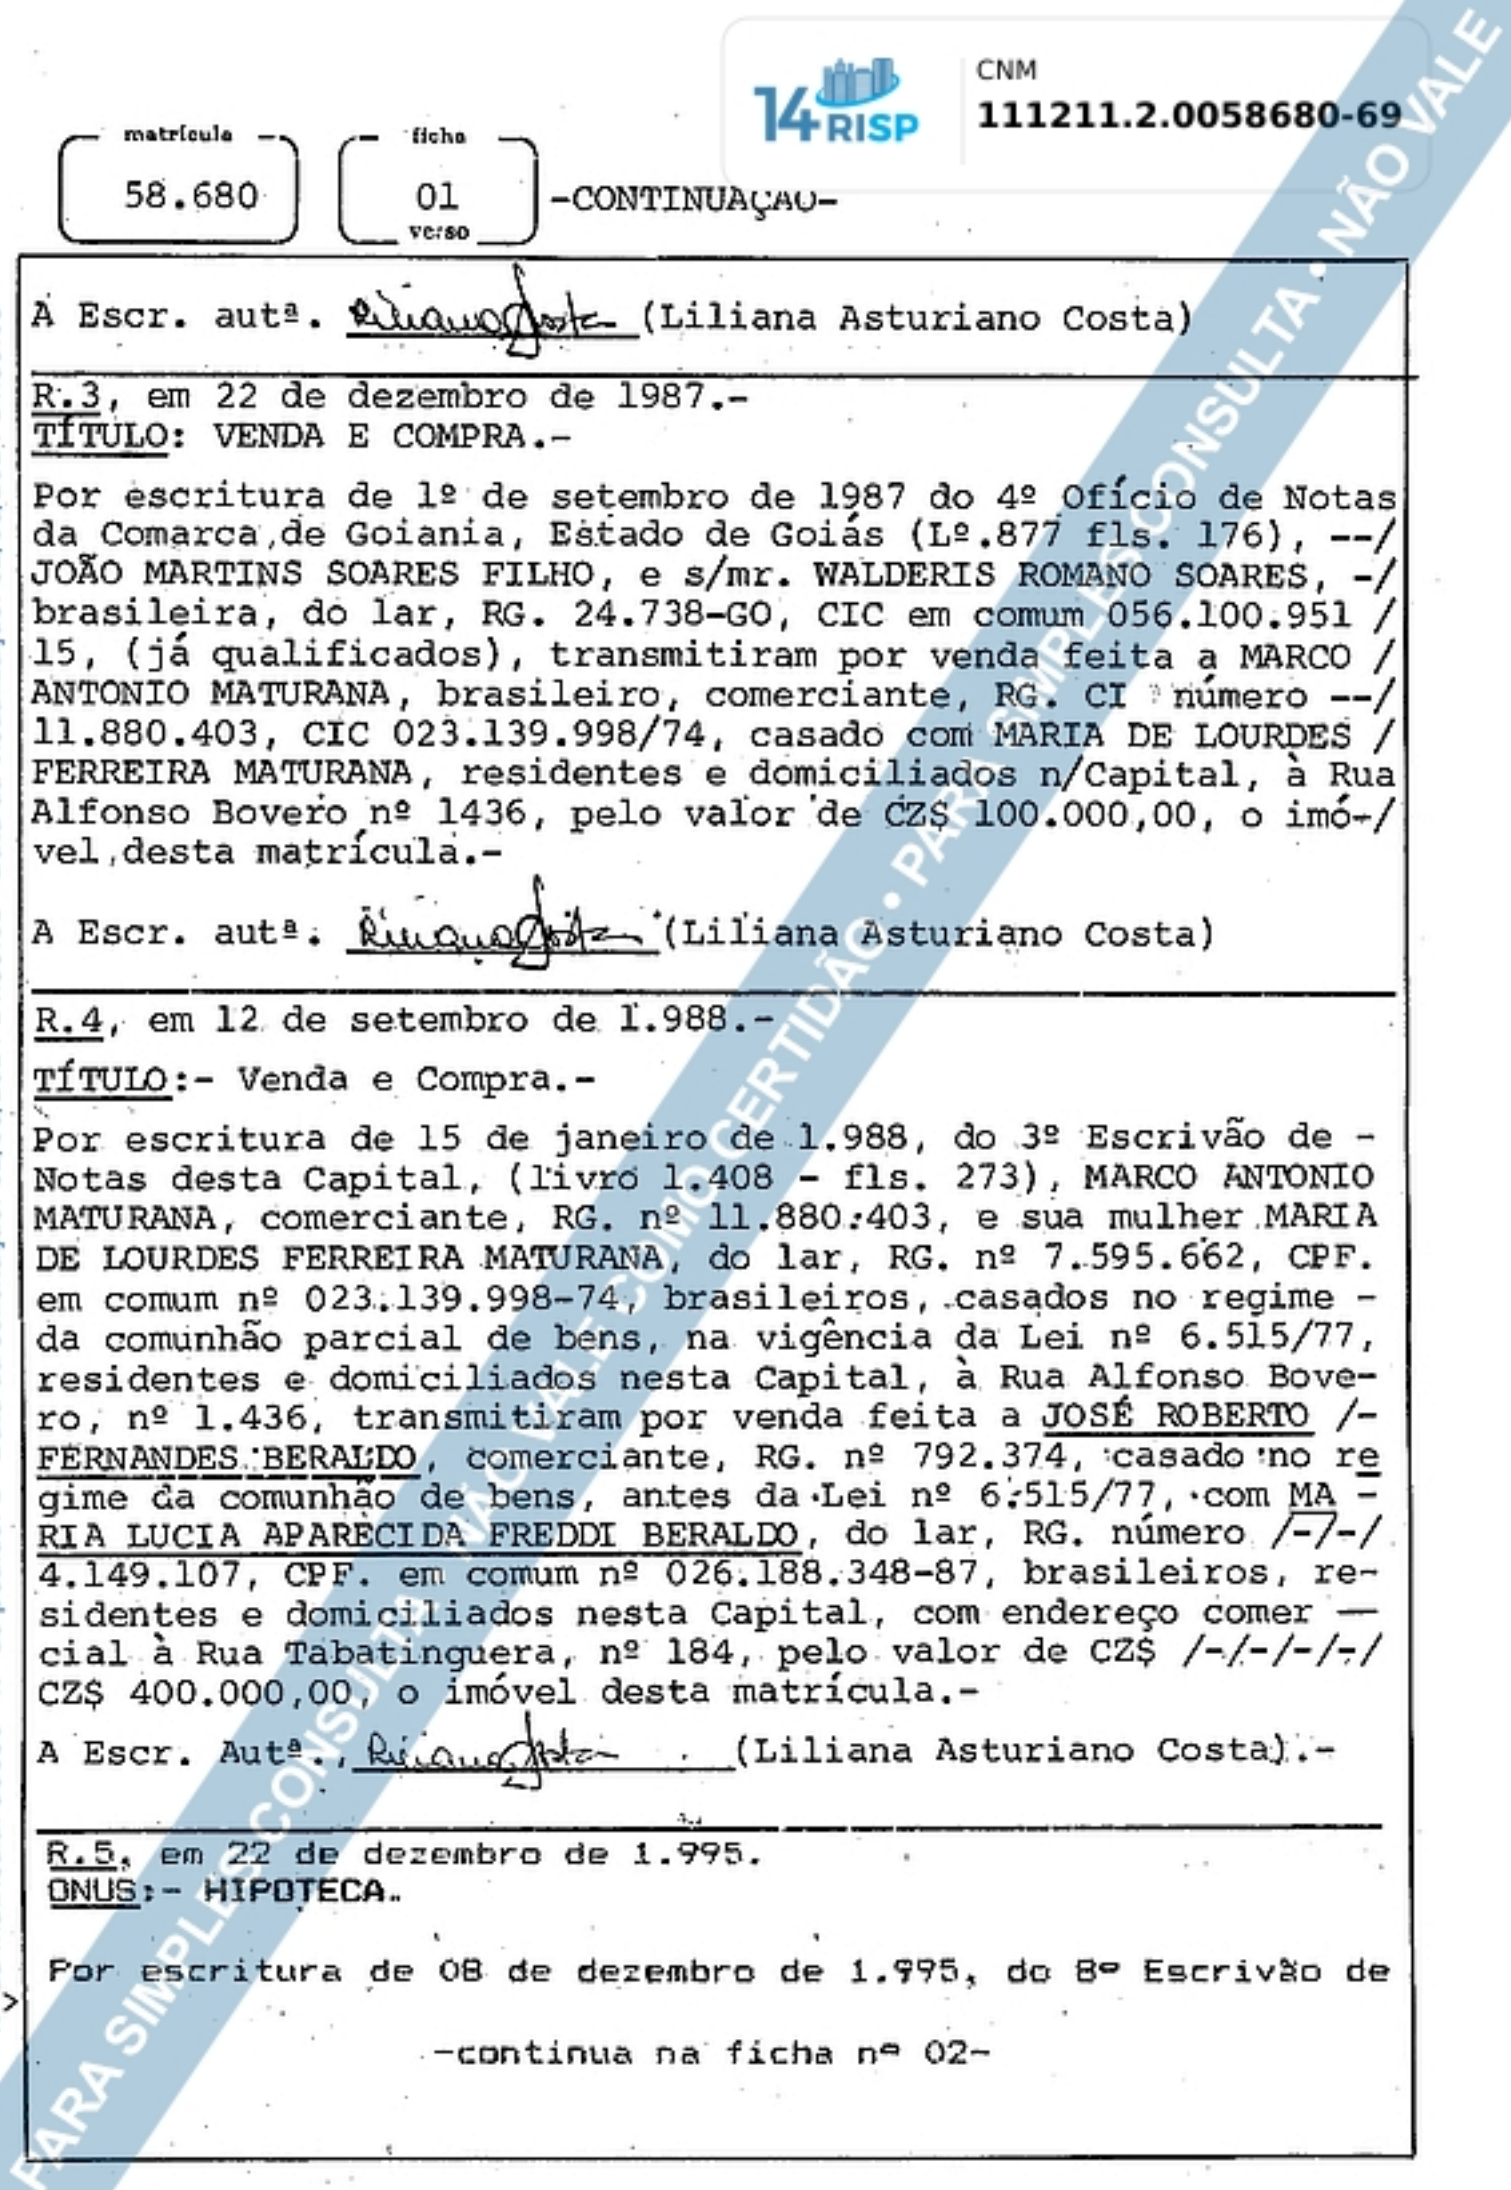 14 RISP
CNM
111211.2.0058680-69
matrícula
58.680
ficha
01
verso
-CONTINUAÇÃO-
A Escr. autª. (Liliana Asturiano Costa)
R.3, em 22 de dezembro de 1987.-
TÍTULO: VENDA E COMPRA.-
Por escritura de 1º de setembro de 1987 do 4º Ofício de Notas
da Comarca de Goiania, Estado de Goiás (Lº.877 fls. 176), --/
JOÃO MARTINS SOARES FILHO, e s/mr. WALDERIS ROMANO SOARES, -/
brasileira, do lar, RG. 24.738-GO, CIC em comum 056.100.951 /
15, (já qualificados), transmitiram por venda feita a MARCO /
ANTONIO MATURANA, brasileiro, comerciante, RG. CI número --/
11.880.403, CIC 023.139.998/74, casado com MARIA DE LOURDES /
FERREIRA MATURANA, residentes e domiciliados n/Capital, à Rua
Alfonso Bovero nº 1436, pelo valor de CZ$ 100.000,00, o imó-/
vel desta matrícula.-
A Escr. autª. (Liliana Asturiano Costa)
R.4, em 12 de setembro de 1.988.-
TÍTULO:- Venda e Compra.-
Por escritura de 15 de janeiro de 1.988, do 3º Escrivão de -
Notas desta Capital, (livro 1.408 - fls. 273), MARCO ANTONIO
MATURANA, comerciante, RG. nº 11.880.403, e sua mulher MARIA
DE LOURDES FERREIRA MATURANA, do lar, RG. nº 7.595.662, CPF.
em comum nº 023.139.998-74, brasileiros, casados no regime -
da comunhão parcial de bens, na vigência da Lei nº 6.515/77,
residentes e domiciliados nesta Capital, à Rua Alfonso Bove-
ro, nº 1.436, transmitiram por venda feita a JOSÉ ROBERTO /-
FERNANDES BERALDO, comerciante, RG. nº 792.374, casado no re
gime da comunhão de bens, antes da Lei nº 6.515/77, com MA -
RIA LUCIA APARECIDA FREDDI BERALDO, do lar, RG. número /-/-/
4.149.107, CPF. em comum nº 026.188.348-87, brasileiros, re-
sidentes e domiciliados nesta Capital, com endereço comer —
cial à Rua Tabatinguera, nº 184, pelo valor de CZ$ /-/-/-/-/
CZ$ 400.000,00, o imóvel desta matrícula.-
A Escr. Autª., (Liliana Asturiano Costa).-
R.5, em 22 de dezembro de 1.995.
ONUS:- HIPOTECA.
Por escritura de 08 de dezembro de 1.995, do 8º Escrivão de
-continua na ficha nº 02-
PARA SIMPLES CONSULTA • NÃO VALE COMO CERTIDÃO • PARA SIMPLES CONSULTA • NÃO VALE